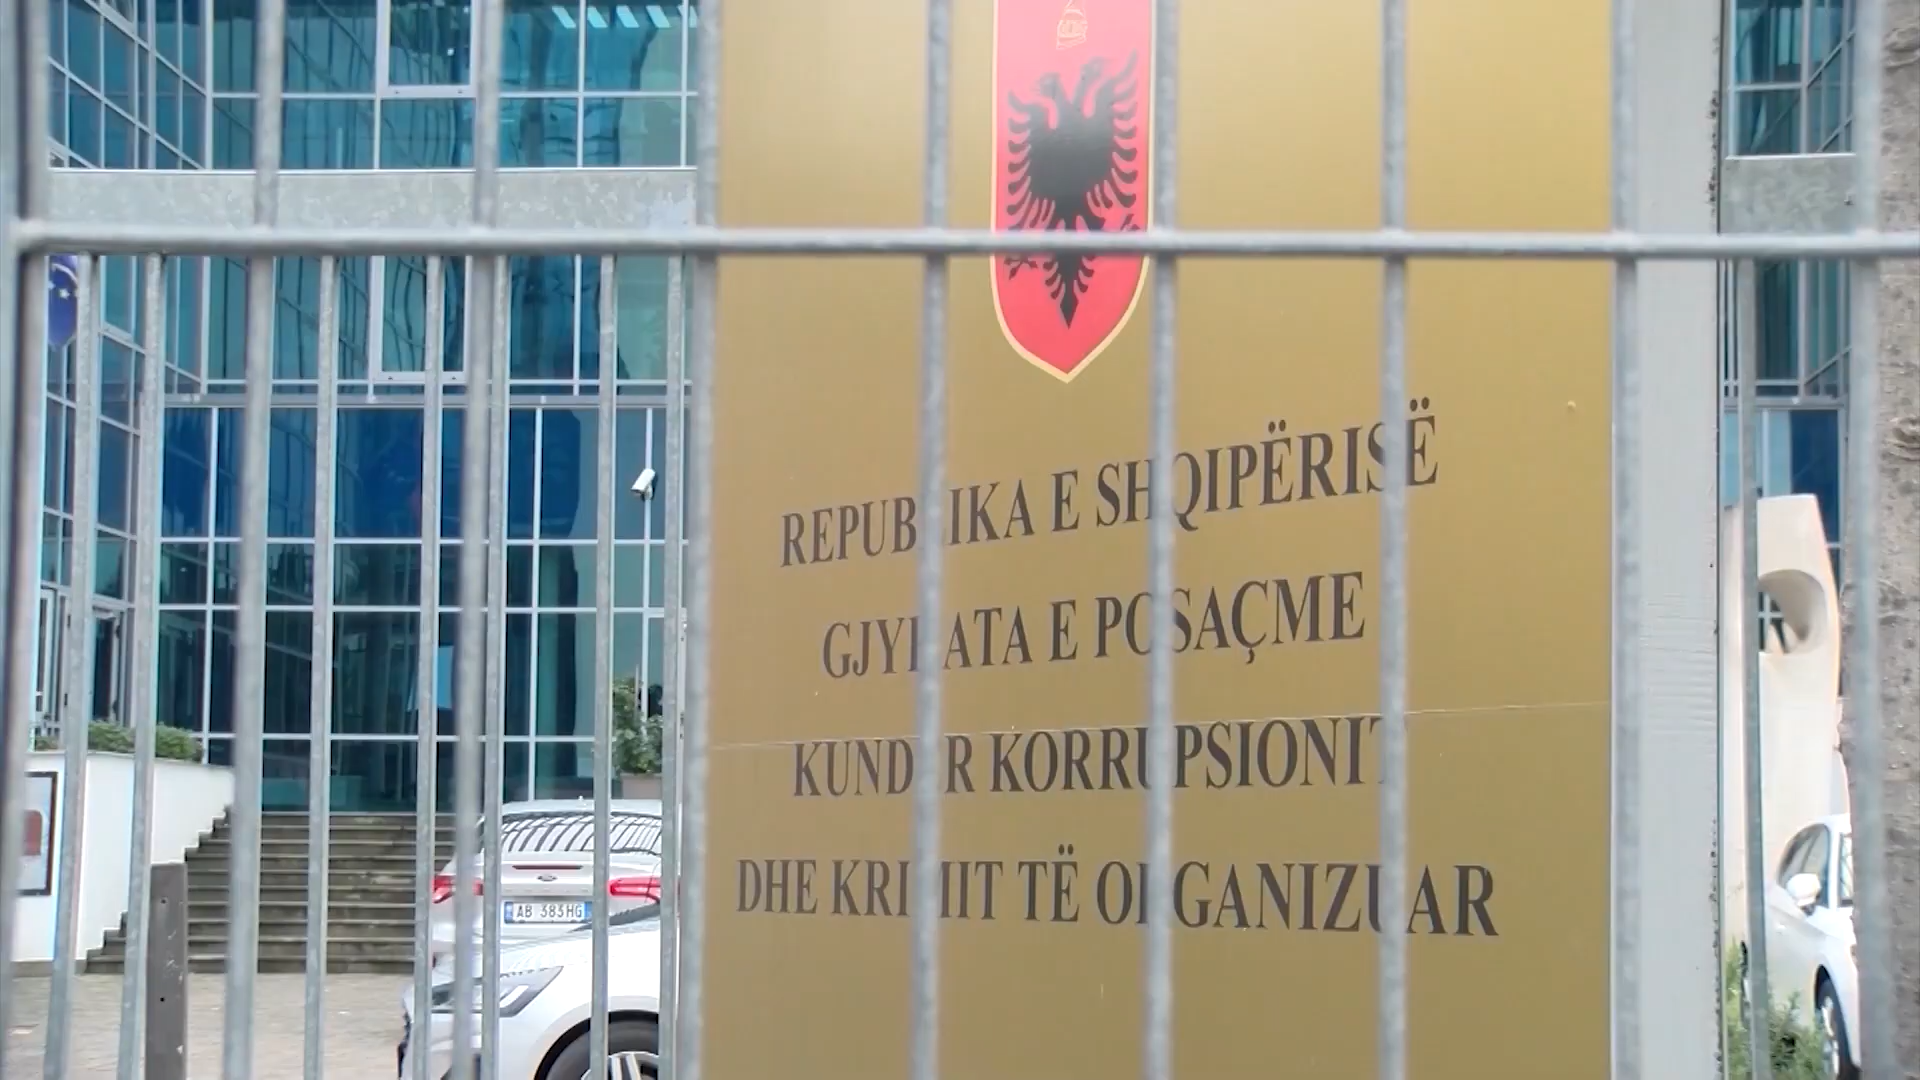 REPUBLIKA E SHQIPËRISË
GJYKATA E POSAÇME
KUNDËR KORRUPSIONIT
DHE KRIMIT TË ORGANIZUAR
AB 383HG